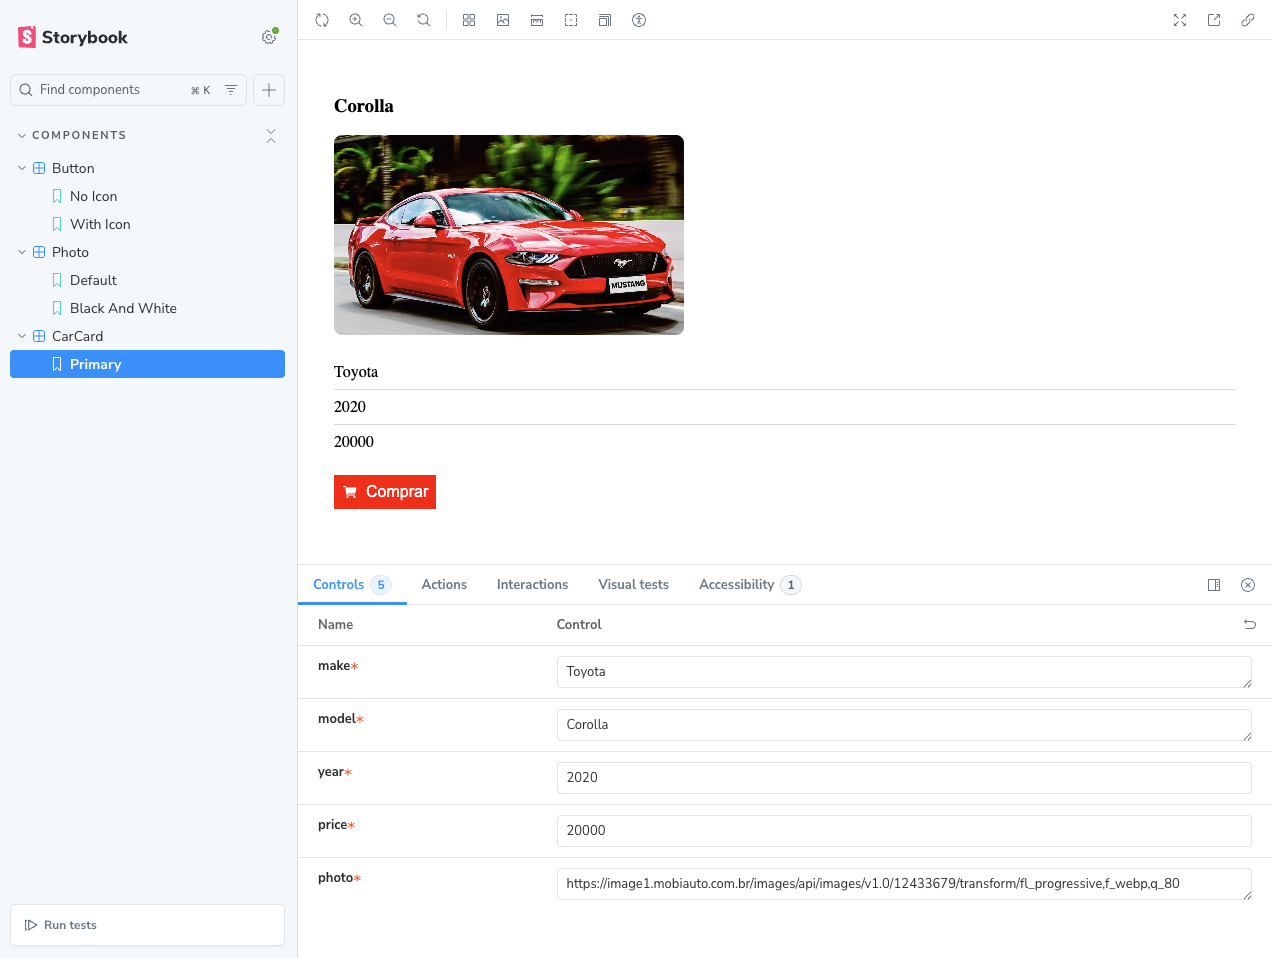 Storybook
Find components
⌘ K
COMPONENTS
Button
No Icon
With Icon
Photo
Default
Black And White
CarCard
Primary
Run tests
Corolla
MUSTANG
Toyota
2020
20000
Comprar
Controls 5 Actions Interactions Visual tests Accessibility 1
Name Control
make* Toyota
model* Corolla
year* 2020
price* 20000
photo* https://image1.mobiauto.com.br/images/api/images/v1.0/12433679/transform/fl_progressive,f_webp,q_80